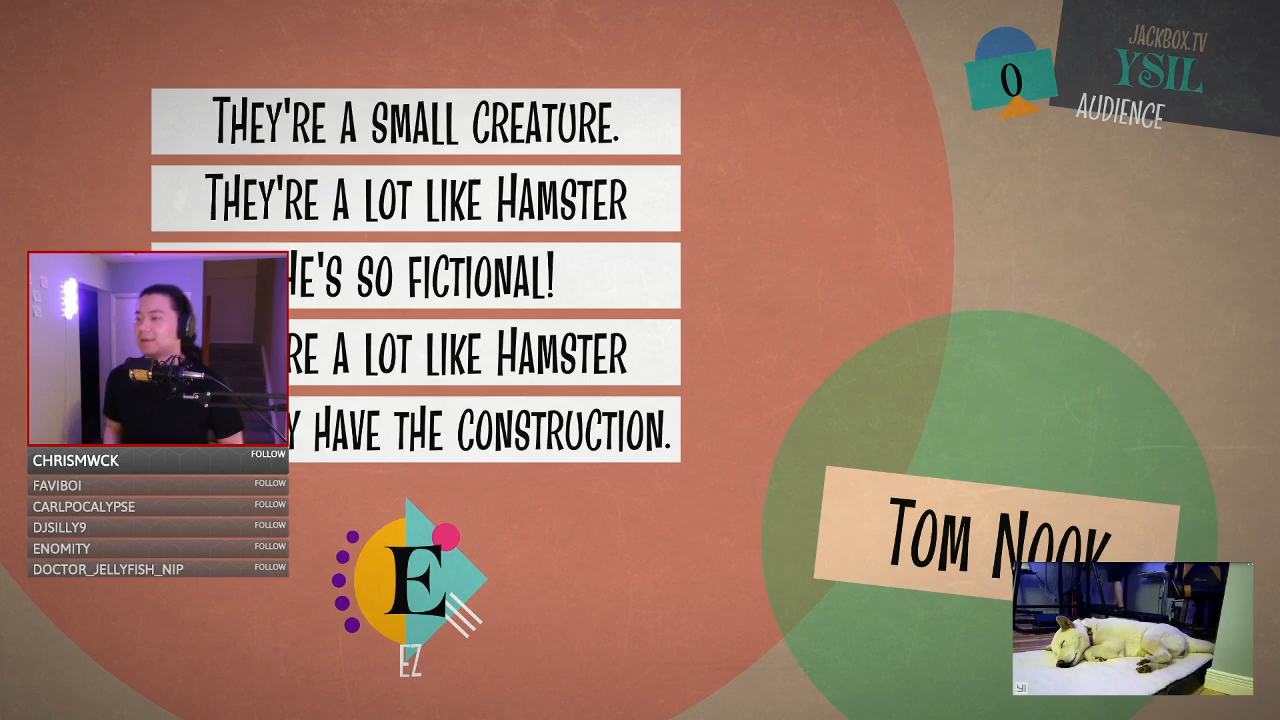 THEY'RE A SMALL CREATURE.
JACKBOX.TV
YSIL
0
AUDIENCE
THEY'RE A LOT LIKE HAMSTER
HE'S SO FICTIONAL!
RE A LOT LIKE HAMSTER
Y HAVE THE CONSTRUCTION.
CHRISMWCK FOLLOW
FAVIBOI FOLLOW
CARLPOCALYPSE FOLLOW
DJSILLY9 FOLLOW
ENOMITY FOLLOW
DOCTOR_JELLYFISH_NIP FOLLOW
TOM NOOK
E
EZ
YI